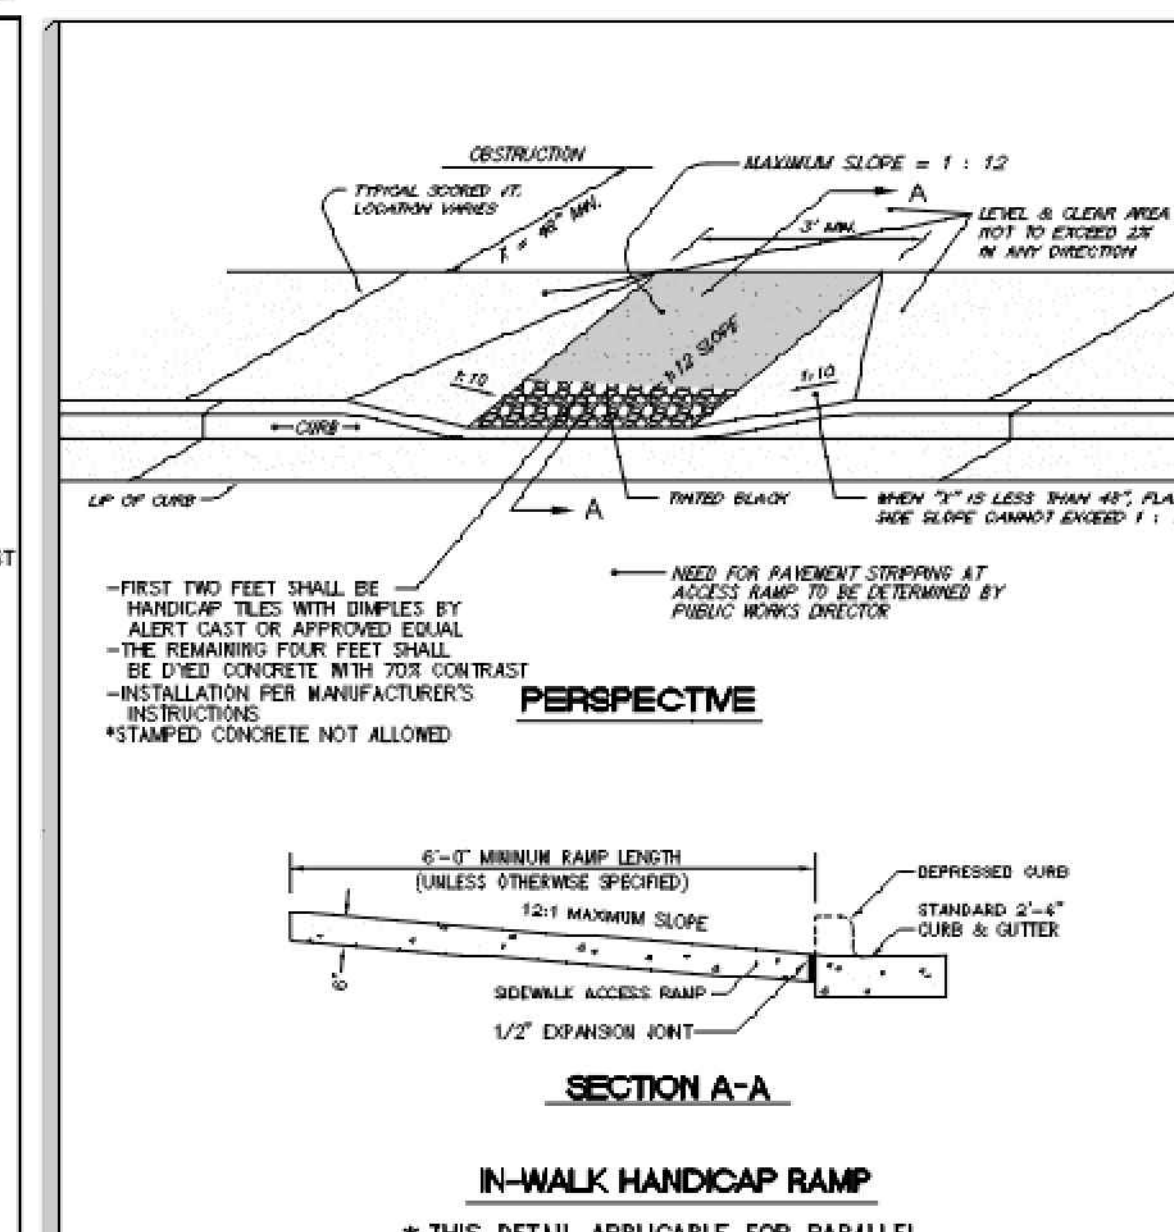 OBSTRUCTION
MAXIMUM SLOPE = 1 : 12
TYPICAL SCORED JT.
LOCATION VARIES
X = 48" MIN.
A
3' MIN.
LEVEL & CLEAR AREA
NOT TO EXCEED 2%
IN ANY DIRECTION
1:12 SLOPE
1:10
1:10
CURB
LIP OF CURB
A
TINTED BLACK
WHEN "X" IS LESS THAN 48",
SIDE SLOPE CANNOT EXCEED 1 :
NEED FOR PAVEMENT STRIPPING AT
ACCESS RAMP TO BE DETERMINED BY
PUBLIC WORKS DIRECTOR
-FIRST TWO FEET SHALL BE
HANDICAP TILES WITH DIMPLES BY
ALERT CAST OR APPROVED EQUAL
-THE REMAINING FOUR FEET SHALL
BE DYED CONCRETE WITH 70% CONTRAST
-INSTALLATION PER MANUFACTURER'S
INSTRUCTIONS
*STAMPED CONCRETE NOT ALLOWED
PERSPECTIVE
6'-0" MINIMUM RAMP LENGTH
(UNLESS OTHERWISE SPECIFIED)
12:1 MAXIMUM SLOPE
DEPRESSED CURB
STANDARD 2'-6"
CURB & GUTTER
6"
SIDEWALK ACCESS RAMP
1/2" EXPANSION JOINT
SECTION A-A
IN-WALK HANDICAP RAMP
* THIS DETAIL APPLICABLE FOR PARALLEL